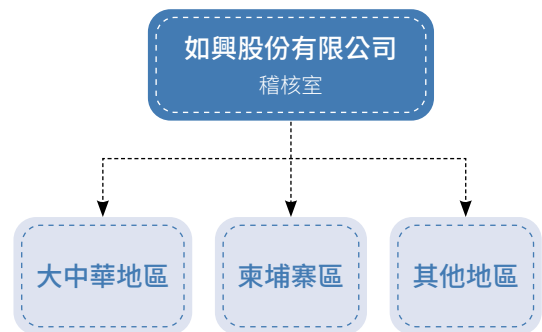 如興股份有限公司
稽核室
大中華地區
柬埔寨區
其他地區